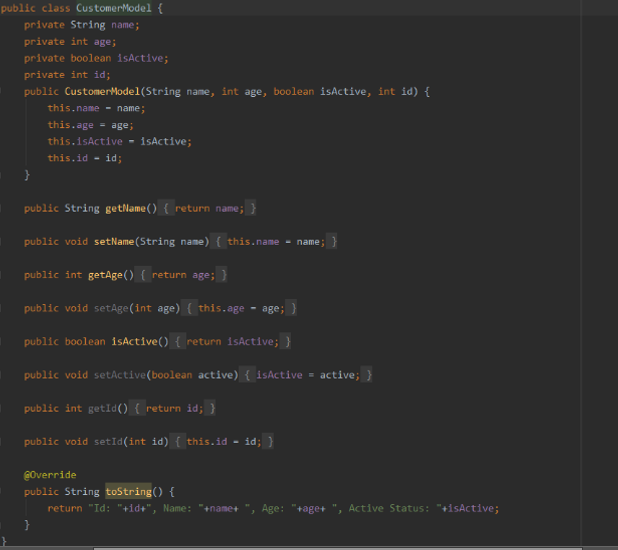 public class CustomerModel {
private String name;
private int age;
private boolean isActive;
private int id;
public CustomerModel(String name, int age, boolean isActive, int id) {
this.name = name;
this.age = age;
this.isActive = isActive;
this.id = id;
}
public String getName() { return name; }
public void setName(String name) { this.name = name; }
public int getAge() { return age; }
public void setAge(int age) { this.age = age; }
public boolean isActive() { return isActive; }
public void setActive(boolean active) { isActive = active; }
public int getId() { return id; }
public void setId(int id) { this.id = id; }
@Override
public String toString() {
return "Id: "+id+", Name: "+name+ ", Age: "+age+ ", Active Status: "+isActive;
}
}